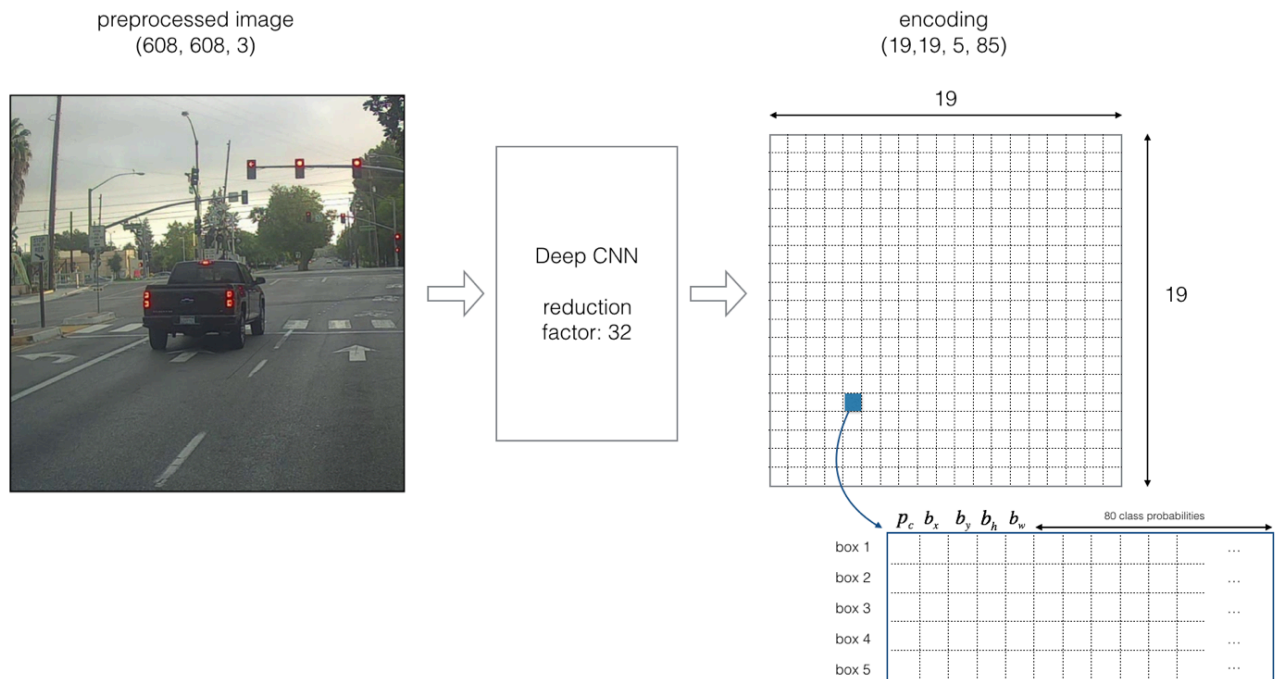 preprocessed image
(608, 608, 3)
encoding
(19,19, 5, 85)
19
Deep CNN
reduction
factor: 32
19
p_c b_x b_y b_h b_w 80 class probabilities
box 1 ...
box 2 ...
box 3 ...
box 4 ...
box 5 ...